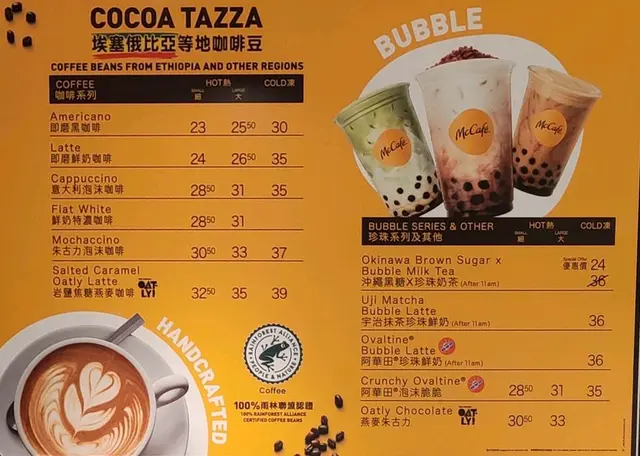 COCOA TAZZA
埃塞俄比亞等地咖啡豆
COFFEE BEANS FROM ETHIOPIA AND OTHER REGIONS
COFFEE HOT熱 COLD凍
咖啡系列 SMALL 細 LARGE 大
Americano
即磨黑咖啡 23 25⁵⁰ 30
Latte
即磨鮮奶咖啡 24 26⁵⁰ 35
Cappuccino
意大利泡沫咖啡 28⁵⁰ 31 35
Flat White
鮮奶特濃咖啡 28⁵⁰ 31
Mochaccino
朱古力泡沫咖啡 30⁵⁰ 33 37
Salted Caramel
Oatly Latte
岩鹽焦糖燕麥咖啡 OATLY! 32⁵⁰ 35 39
HANDCRAFTED
RAINFOREST ALLIANCE
PEOPLE & NATURE
Coffee
100%雨林聯盟認證
100% RAINFOREST ALLIANCE
CERTIFIED COFFEE BEANS
BUBBLE
McCafé
McCafé
McCafé
BUBBLE SERIES & OTHER HOT熱 COLD凍
珍珠系列及其他 SMALL 細 LARGE 大
Okinawa Brown Sugar x Special Offer
Bubble Milk Tea 優惠價 24
沖繩黑糖X珍珠奶茶 (After 11am) 36
Uji Matcha
Bubble Latte
宇治抹茶珍珠鮮奶 (After 11am) 36
Ovaltine®
Bubble Latte
阿華田®珍珠鮮奶 (After 11am) 36
Crunchy Ovaltine®
阿華田®泡沫脆脆 28⁵⁰ 31 35
Oatly Chocolate OATLY!
燕麥朱古力 30⁵⁰ 33